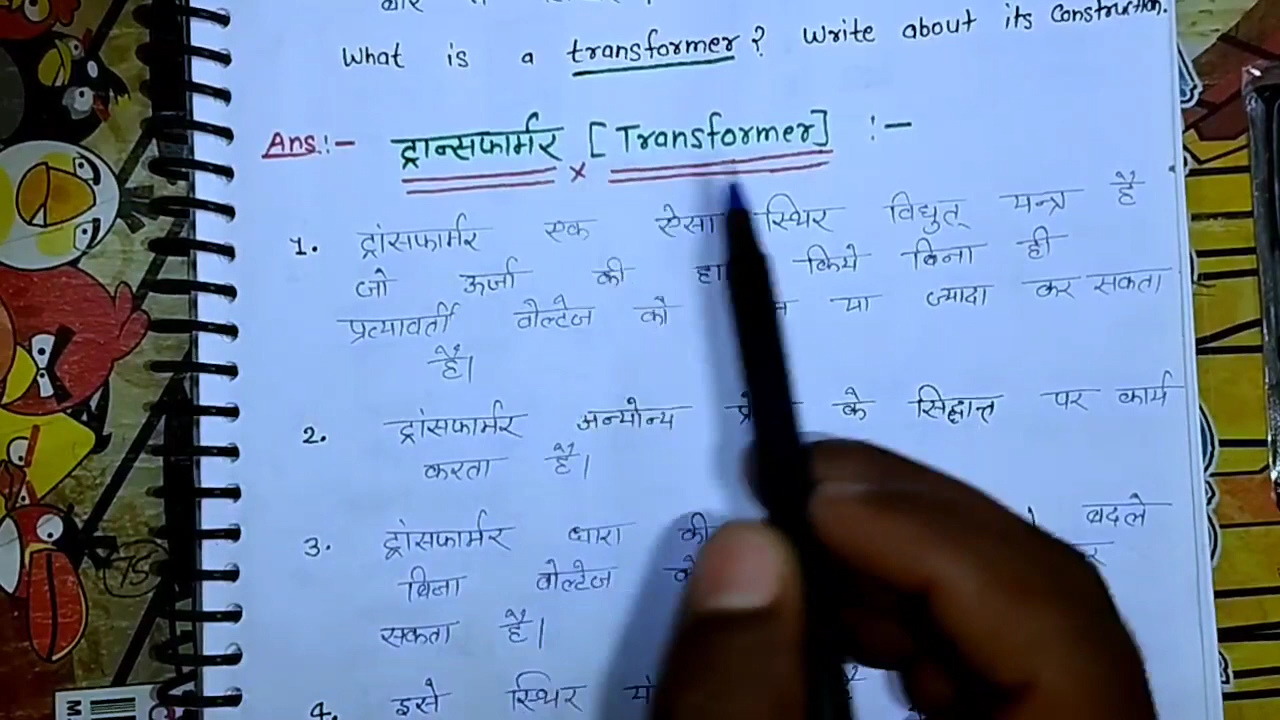 What is a transformer? Write about its construction.
Ans:- ट्रान्सफार्मर [Transformer] :-
1. ट्रांसफार्मर एक ऐसा स्थिर विधुत् यन्त्र है
जो ऊर्जा की किये बिना ही
प्रत्यावर्ती वोल्टेज को या ज्यादा कर सकता
है।
2. ट्रांसफार्मर अन्योन्य के सिद्धान्त पर कार्य
करता है।
3. ट्रांसफार्मर धारा की बदले
बिना वोल्टेज
सकता है।
4. इसे स्थिर